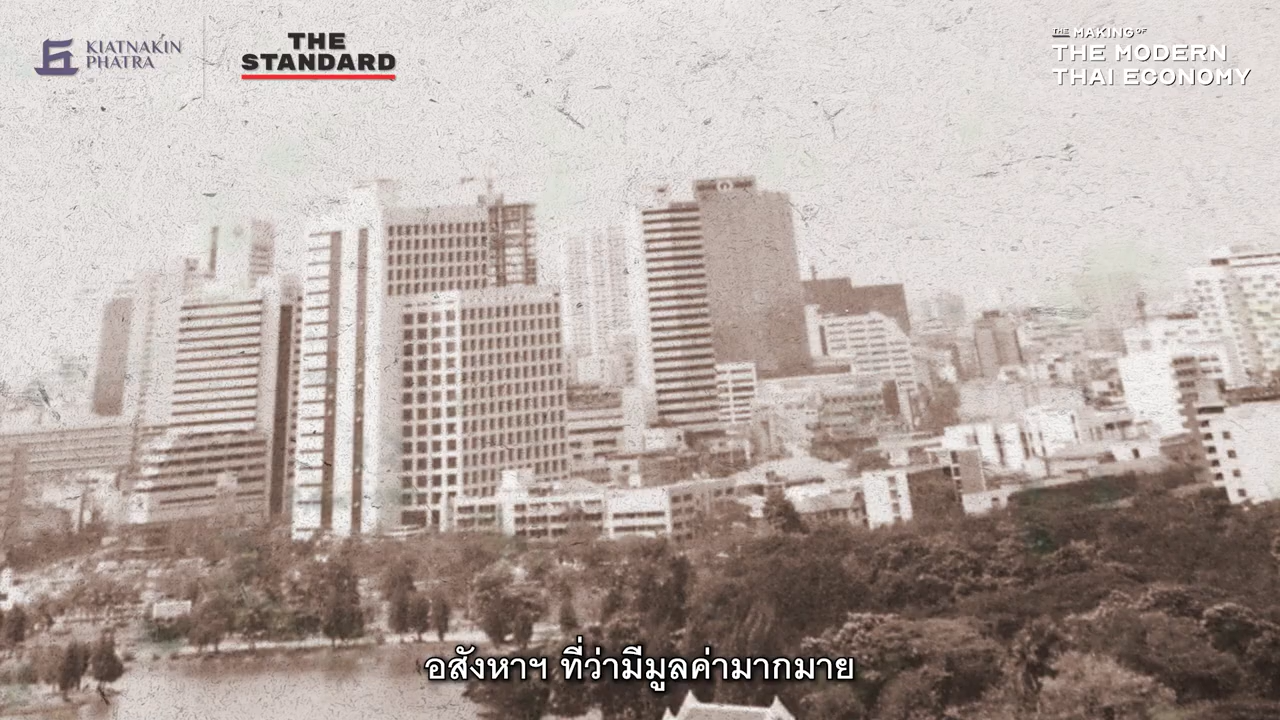 KIATNAKIN
PHATRA
THE
STANDARD
THE MAKING OF
THE MODERN
THAI ECONOMY
อสังหาฯ ที่ว่ามีมูลค่ามากมาย